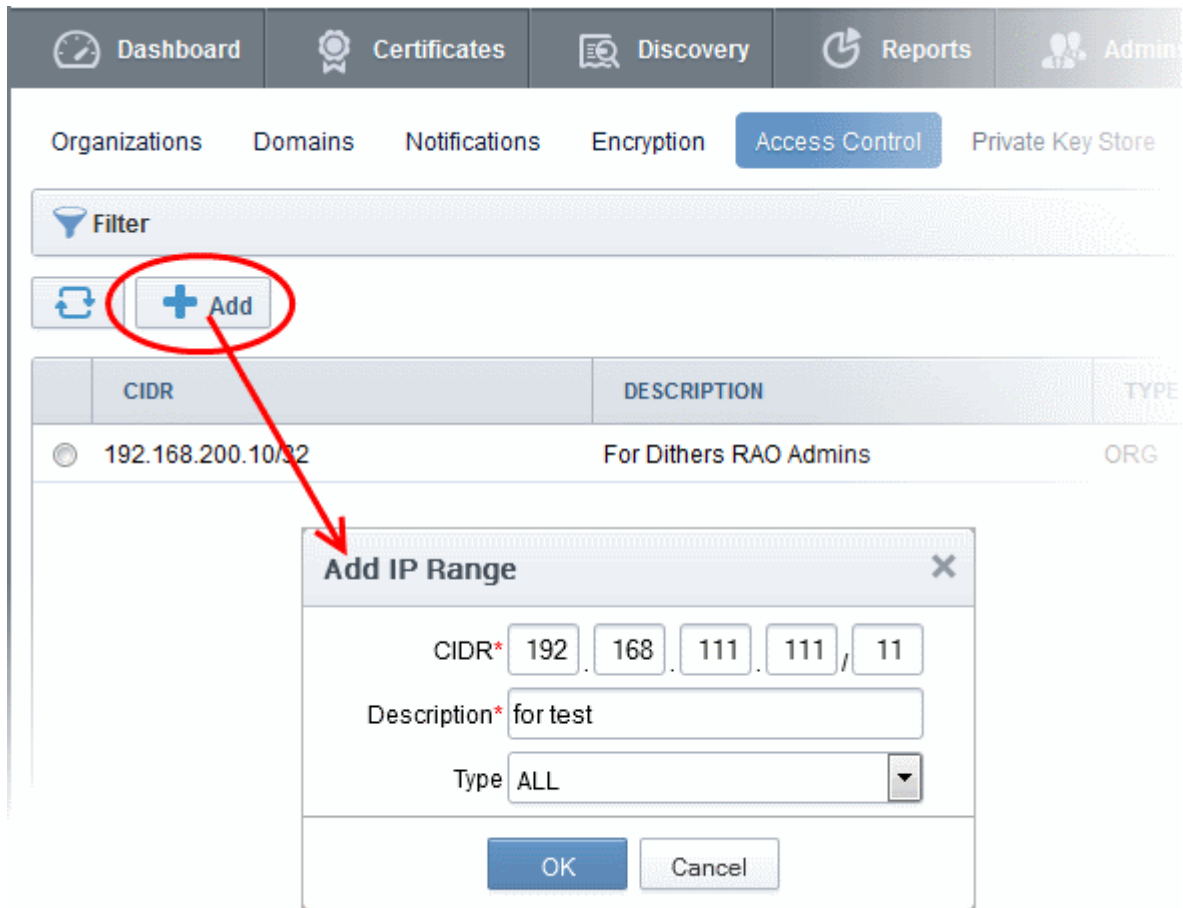 Dashboard Certificates Discovery Reports Admins
Organizations Domains Notifications Encryption Access Control Private Key Store
Filter
Add
CIDR DESCRIPTION TYPE
192.168.200.10/32 For Dithers RAO Admins ORG
Add IP Range
CIDR* 192 . 168 . 111 . 111 / 11
Description* for test
Type ALL
OK Cancel